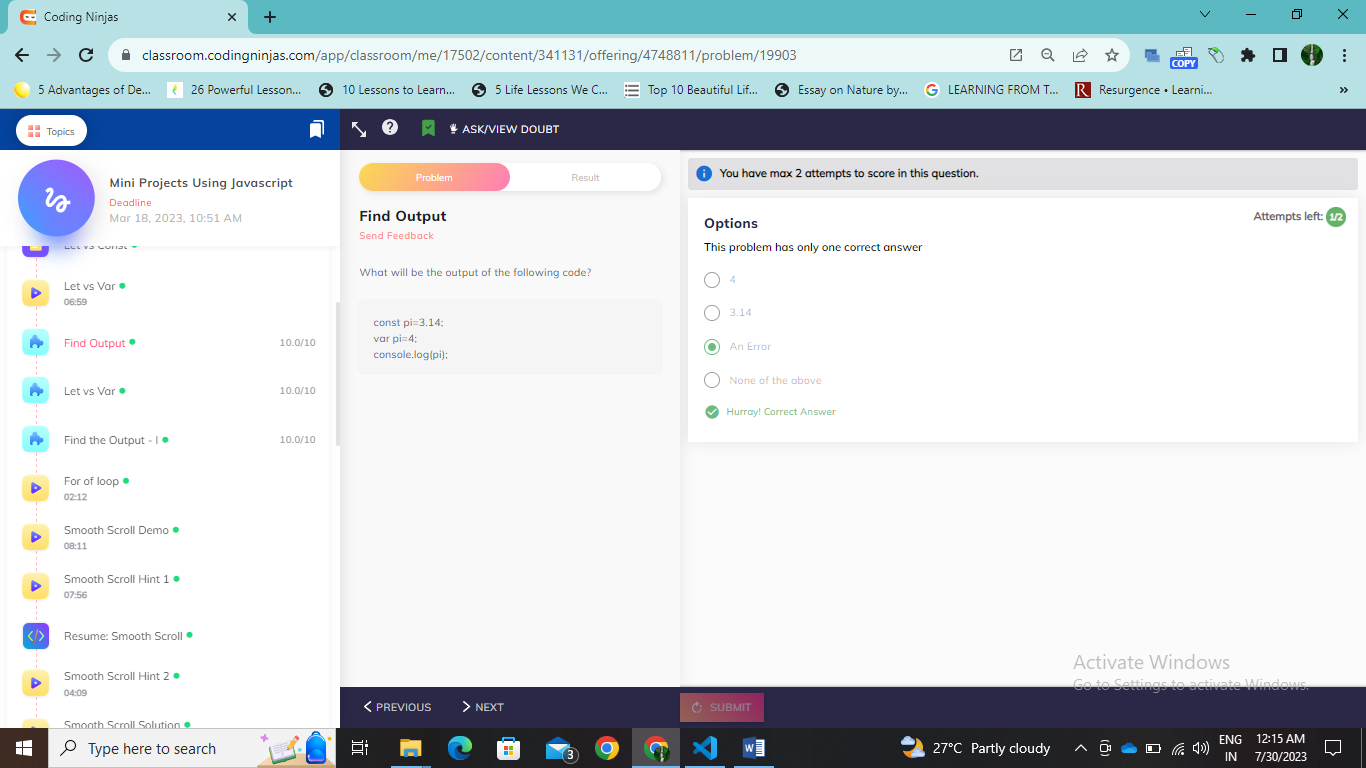 Coding Ninjas
classroom.codingninjas.com/app/classroom/me/17502/content/341131/offering/4748811/problem/19903
COPY
5 Advantages of De...
26 Powerful Lesson...
10 Lessons to Learn...
5 Life Lessons We C...
Top 10 Beautiful Lif...
Essay on Nature by...
LEARNING FROM T...
Resurgence • Learni...
»
Topics
ASK/VIEW DOUBT
Mini Projects Using Javascript
Deadline
Mar 18, 2023, 10:51 AM
Let vs Const
Let vs Var
06:59
Find Output
10.0/10
Let vs Var
10.0/10
Find the Output - I
10.0/10
For of loop
02:12
Smooth Scroll Demo
08:11
Smooth Scroll Hint 1
07:56
Resume: Smooth Scroll
Smooth Scroll Hint 2
04:09
Smooth Scroll Solution
Problem
Result
Find Output
Send Feedback
What will be the output of the following code?
const pi=3.14;
var pi=4;
console.log(pi);
PREVIOUS
NEXT
You have max 2 attempts to score in this question.
Options
Attempts left: 1/2
This problem has only one correct answer
4
3.14
An Error
None of the above
Hurray! Correct Answer
SUBMIT
Activate Windows
Go to Settings to activate Windows.
Type here to search
3
27°C Partly cloudy
ENG
IN
12:15 AM
7/30/2023